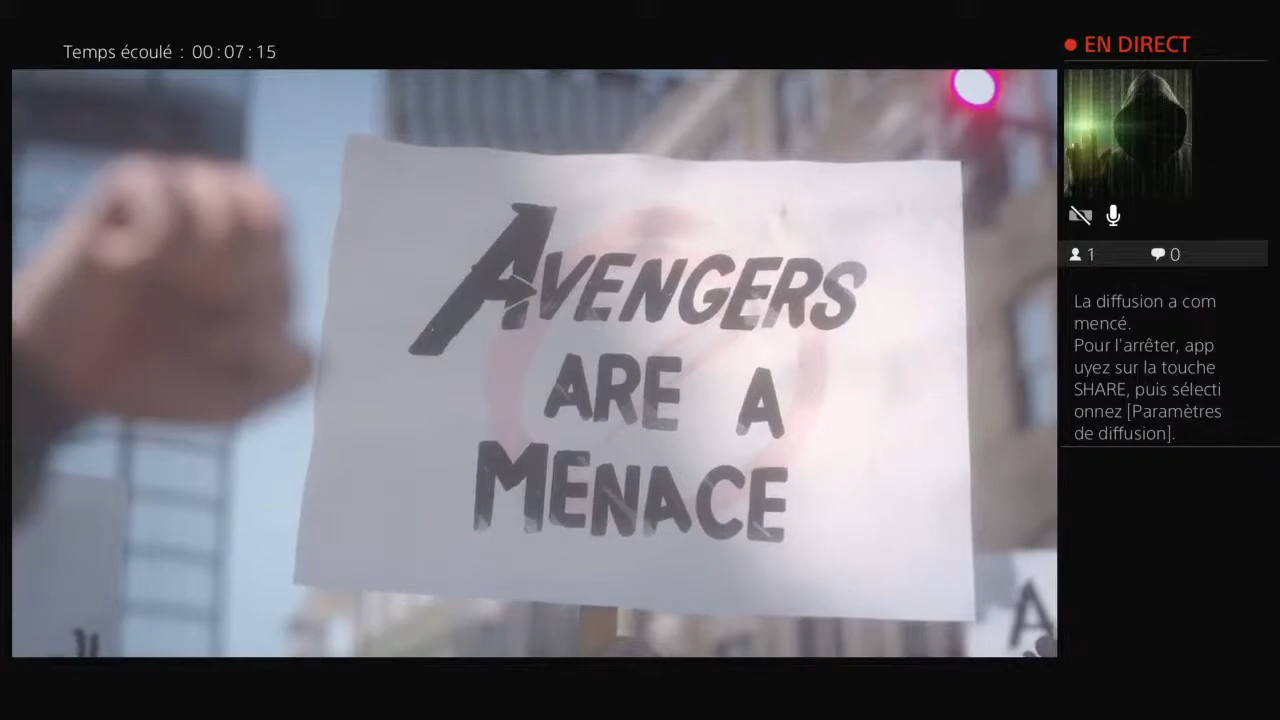 Temps écoulé : 00:07:15
EN DIRECT
AVENGERS
ARE A
MENACE
A
1 0
La diffusion a com
mencé.
Pour l'arrêter, app
uyez sur la touche
SHARE, puis sélecti
onnez [Paramètres
de diffusion].